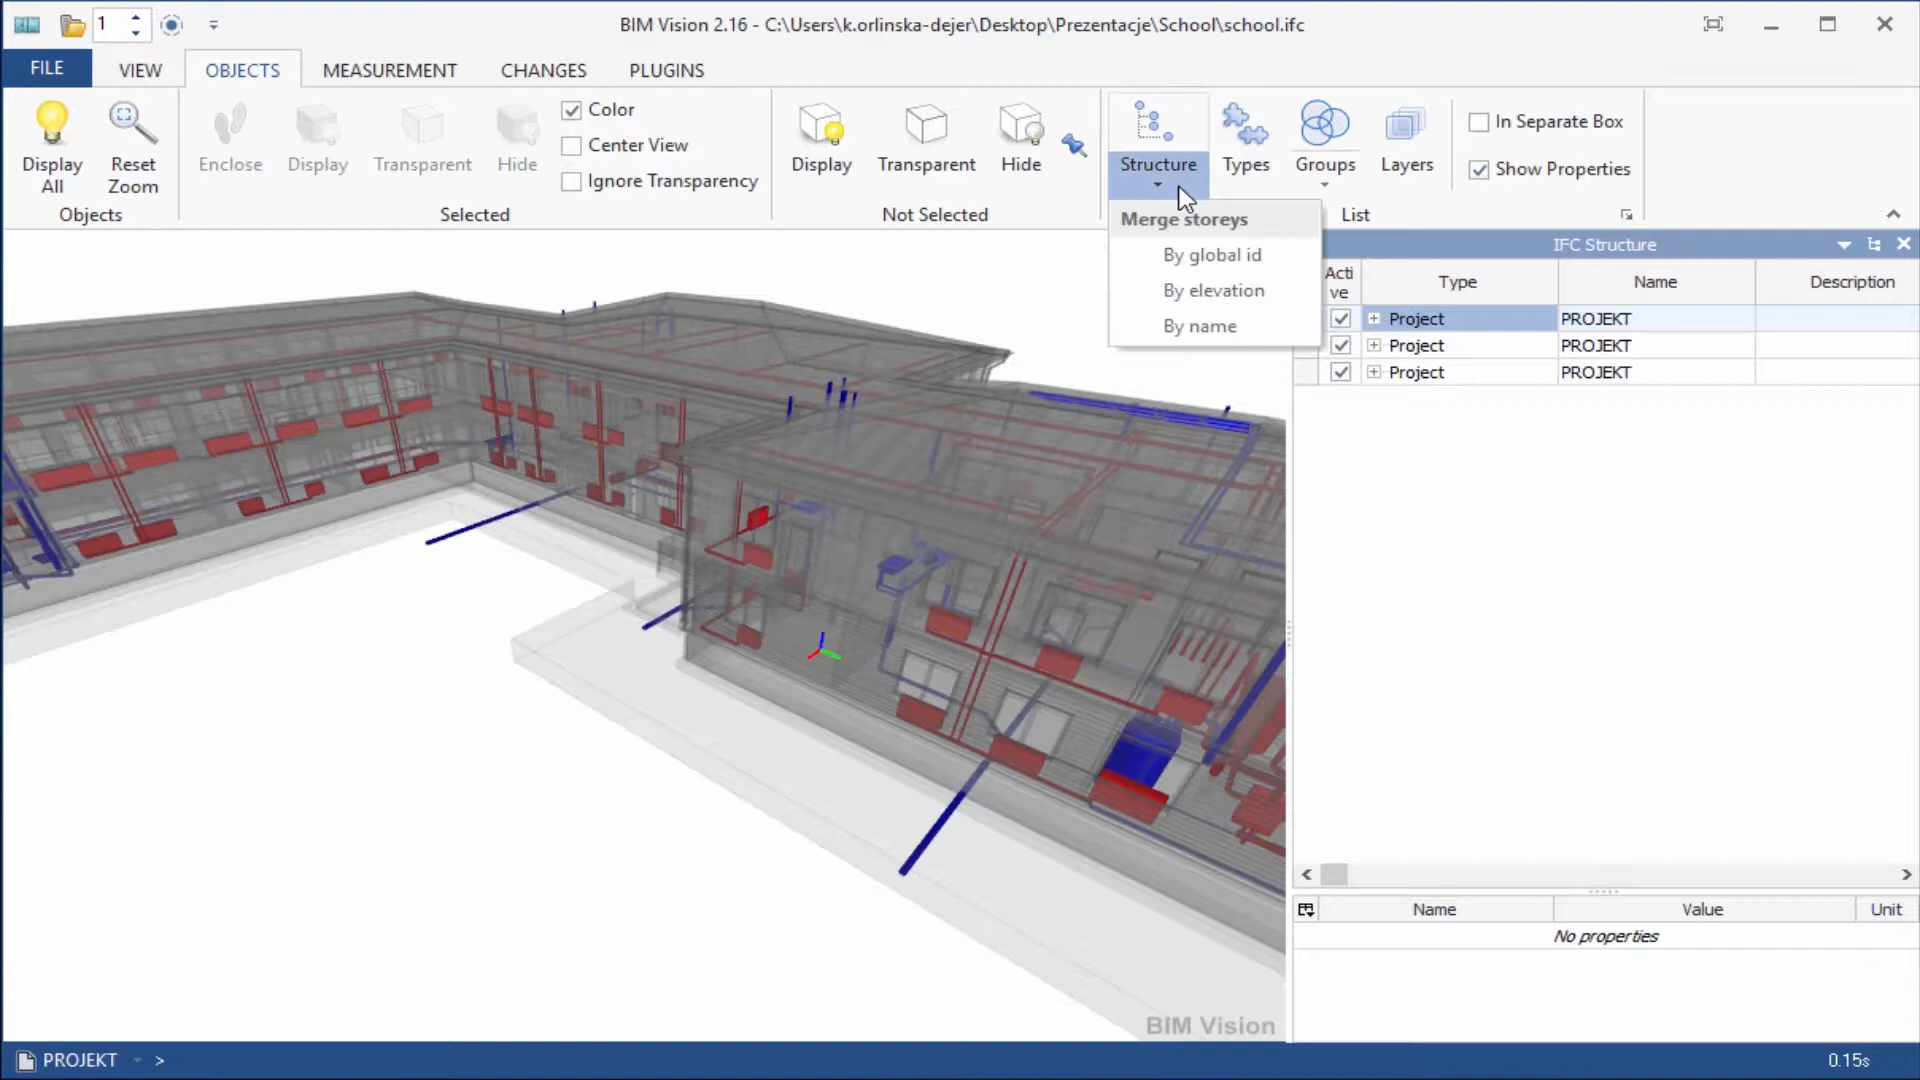 1
BIM Vision 2.16 - C:\Users\k.orlinska-dejer\Desktop\Prezentacje\School\school.ifc
FILE
VIEW
OBJECTS
MEASUREMENT
CHANGES
PLUGINS
Display All
Reset Zoom
Objects
Enclose
Display
Transparent
Hide
Color
Center View
Ignore Transparency
Selected
Display
Transparent
Hide
Not Selected
Structure
Types
Groups
Layers
In Separate Box
Show Properties
List
Merge storeys
By global id
By elevation
By name
IFC Structure
Active
Type
Name
Description
Project PROJEKT
Project PROJEKT
Project PROJEKT
Name
Value
Unit
No properties
BIM Vision
PROJEKT >
0.15s